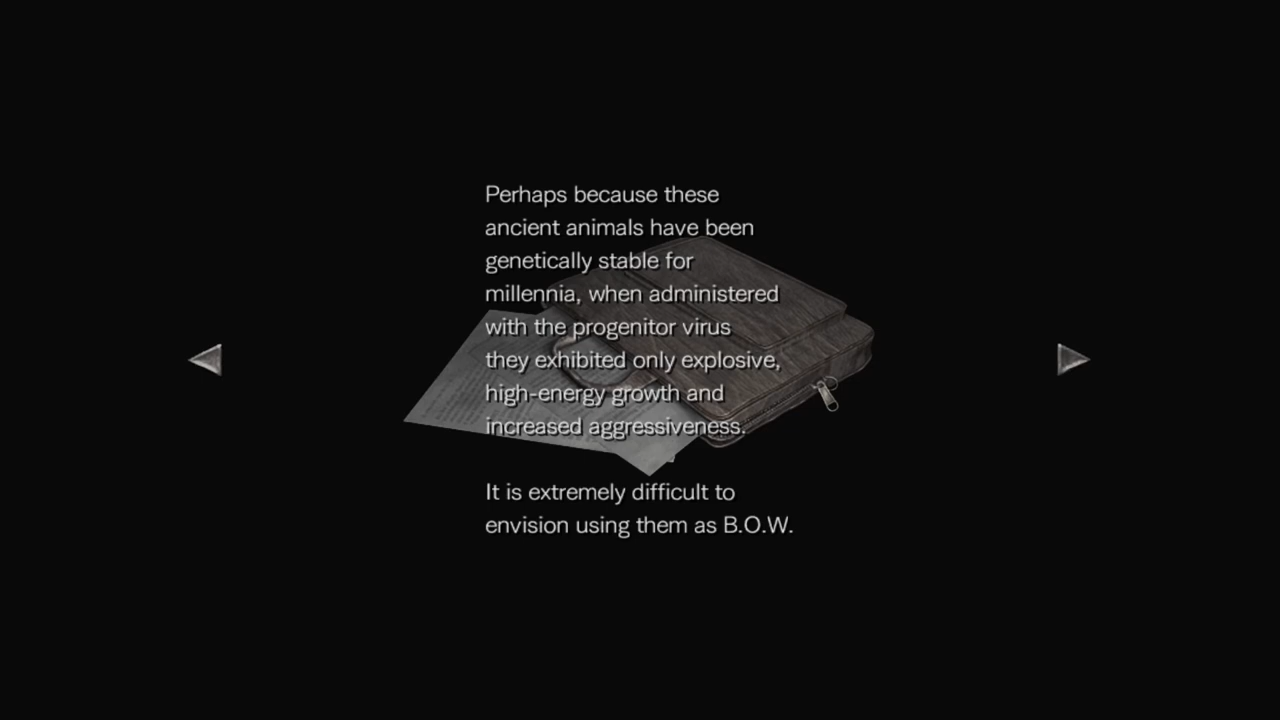 Perhaps because these
ancient animals have been
genetically stable for
millennia, when administered
with the progenitor virus
they exhibited only explosive,
high-energy growth and
increased aggressiveness.
It is extremely difficult to
envision using them as B.O.W.